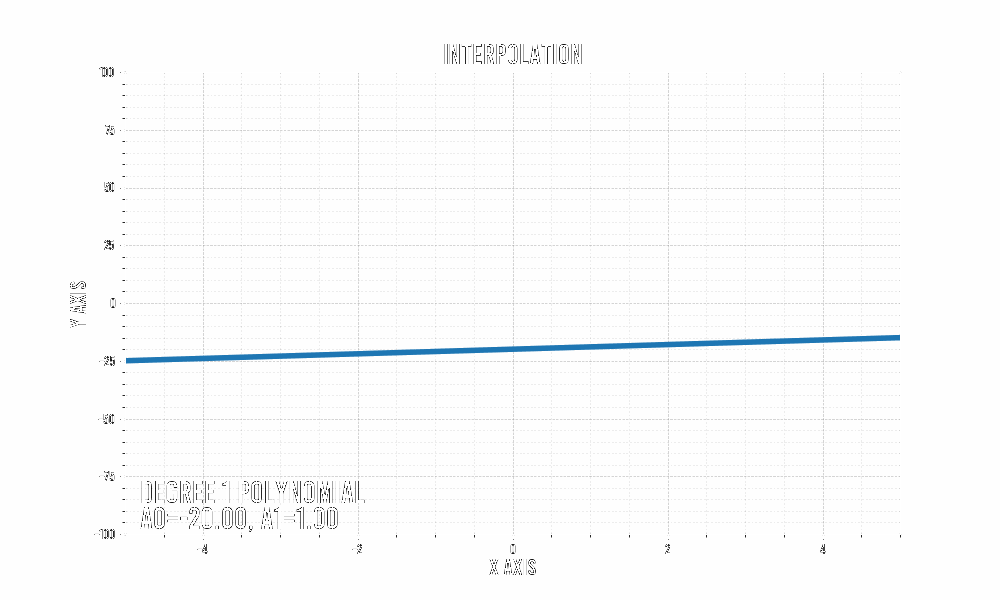 INTERPOLATION
100
75
50
25
0
-25
-50
-75
-100
Y AXIS
DEGREE 1 POLYNOMIAL
A0=-20.00, A1=1.00
-4
-2
0
2
4
X AXIS